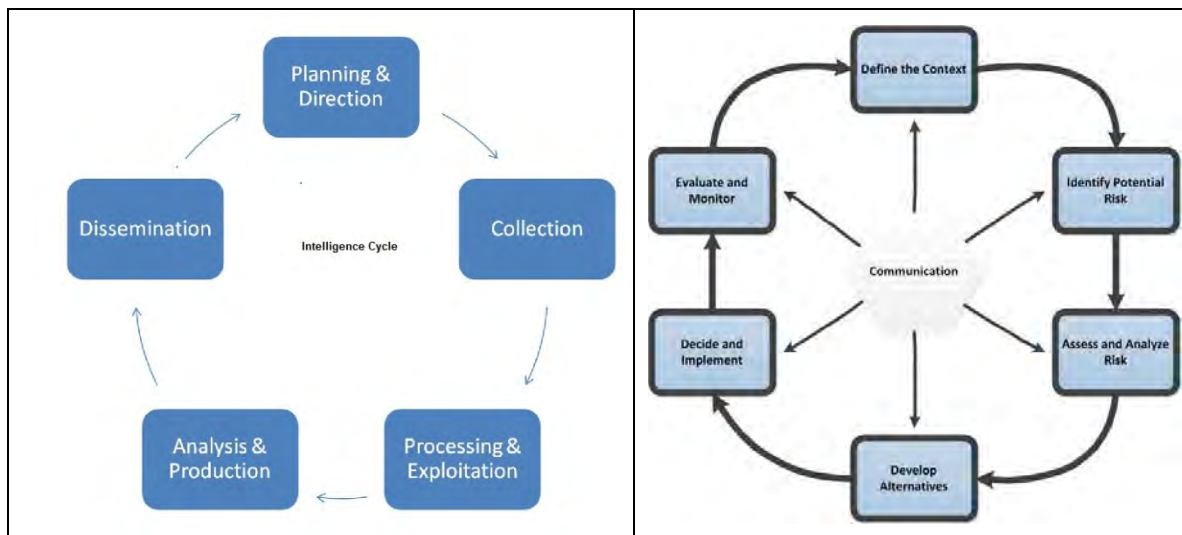 Planning &
Direction
Dissemination
Intelligence Cycle
Collection
Analysis &
Production
Processing &
Exploitation
Define the Context
Evaluate and
Monitor
Identify Potential
Risk
Communication
Decide and
Implement
Assess and Analyze
Risk
Develop
Alternatives